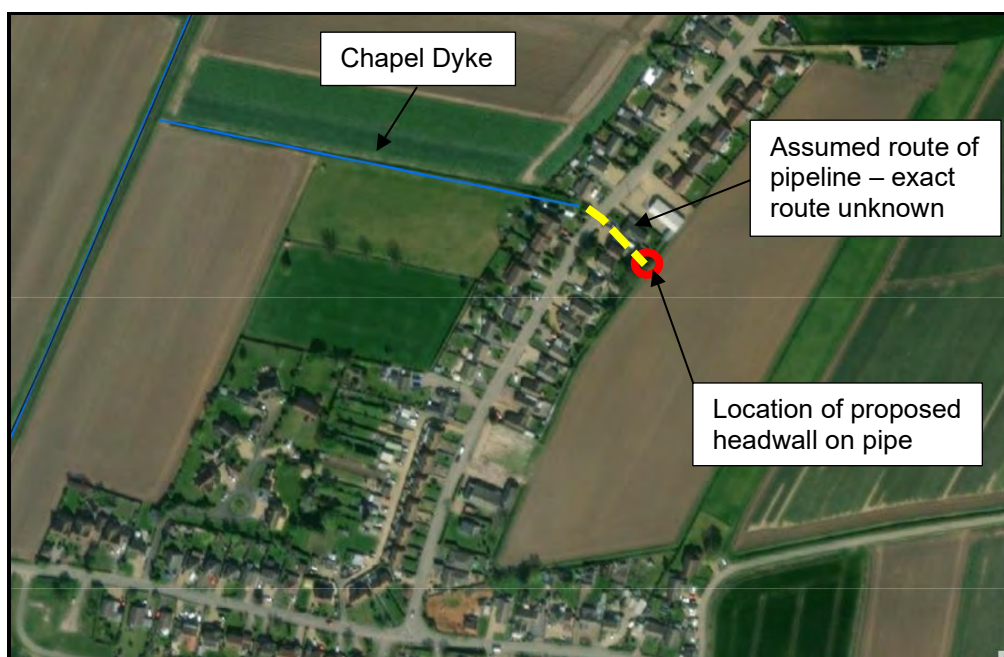 Chapel Dyke
Assumed route of
pipeline – exact
route unknown
Location of proposed
headwall on pipe